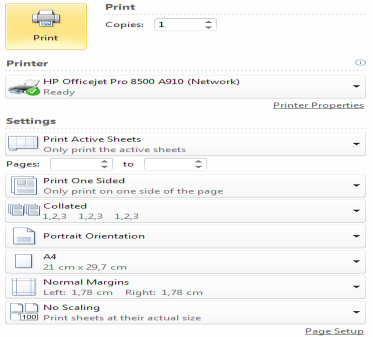 Print
Print
Copies: 1
Printer
HP Officejet Pro 8500 A910 (Network)
Ready
Printer Properties
Settings
Print Active Sheets
Only print the active sheets
Pages: to
Print One Sided
Only print on one side of the page
Collated
1,2,3 1,2,3 1,2,3
Portrait Orientation
A4
21 cm x 29,7 cm
Normal Margins
Left: 1,78 cm Right: 1,78 cm
No Scaling
100
Print sheets at their actual size
Page Setup